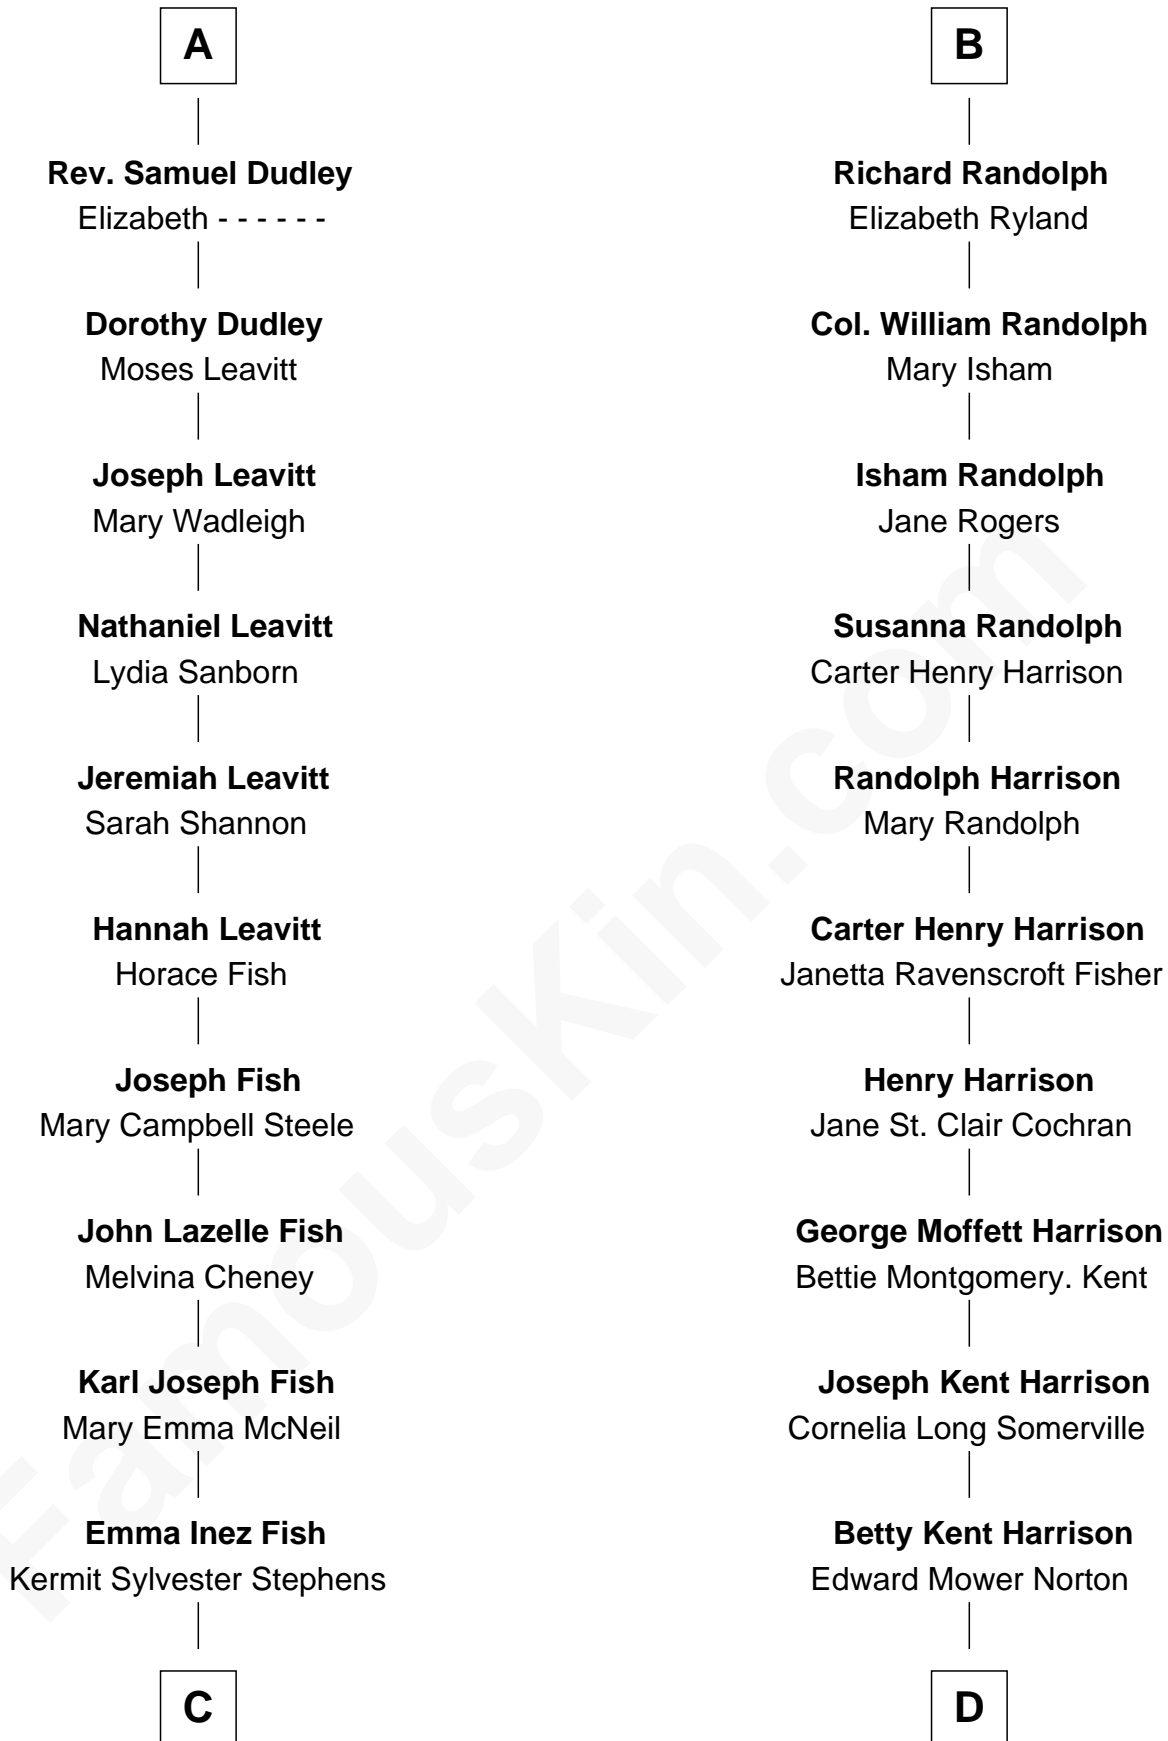 A
Rev. Samuel Dudley
Elizabeth - - - - - -
Dorothy Dudley
Moses Leavitt
Joseph Leavitt
Mary Wadleigh
Nathaniel Leavitt
Lydia Sanborn
Jeremiah Leavitt
Sarah Shannon
Hannah Leavitt
Horace Fish
Joseph Fish
Mary Campbell Steele
John Lazelle Fish
Melvina Cheney
Karl Joseph Fish
Mary Emma McNeil
Emma Inez Fish
Kermit Sylvester Stephens
C
B
Richard Randolph
Elizabeth Ryland
Col. William Randolph
Mary Isham
Isham Randolph
Jane Rogers
Susanna Randolph
Carter Henry Harrison
Randolph Harrison
Mary Randolph
Carter Henry Harrison
Janetta Ravenscroft Fisher
Henry Harrison
Jane St. Clair Cochran
George Moffett Harrison
Bettie Montgomery. Kent
Joseph Kent Harrison
Cornelia Long Somerville
Betty Kent Harrison
Edward Mower Norton
D
FamousKin.com